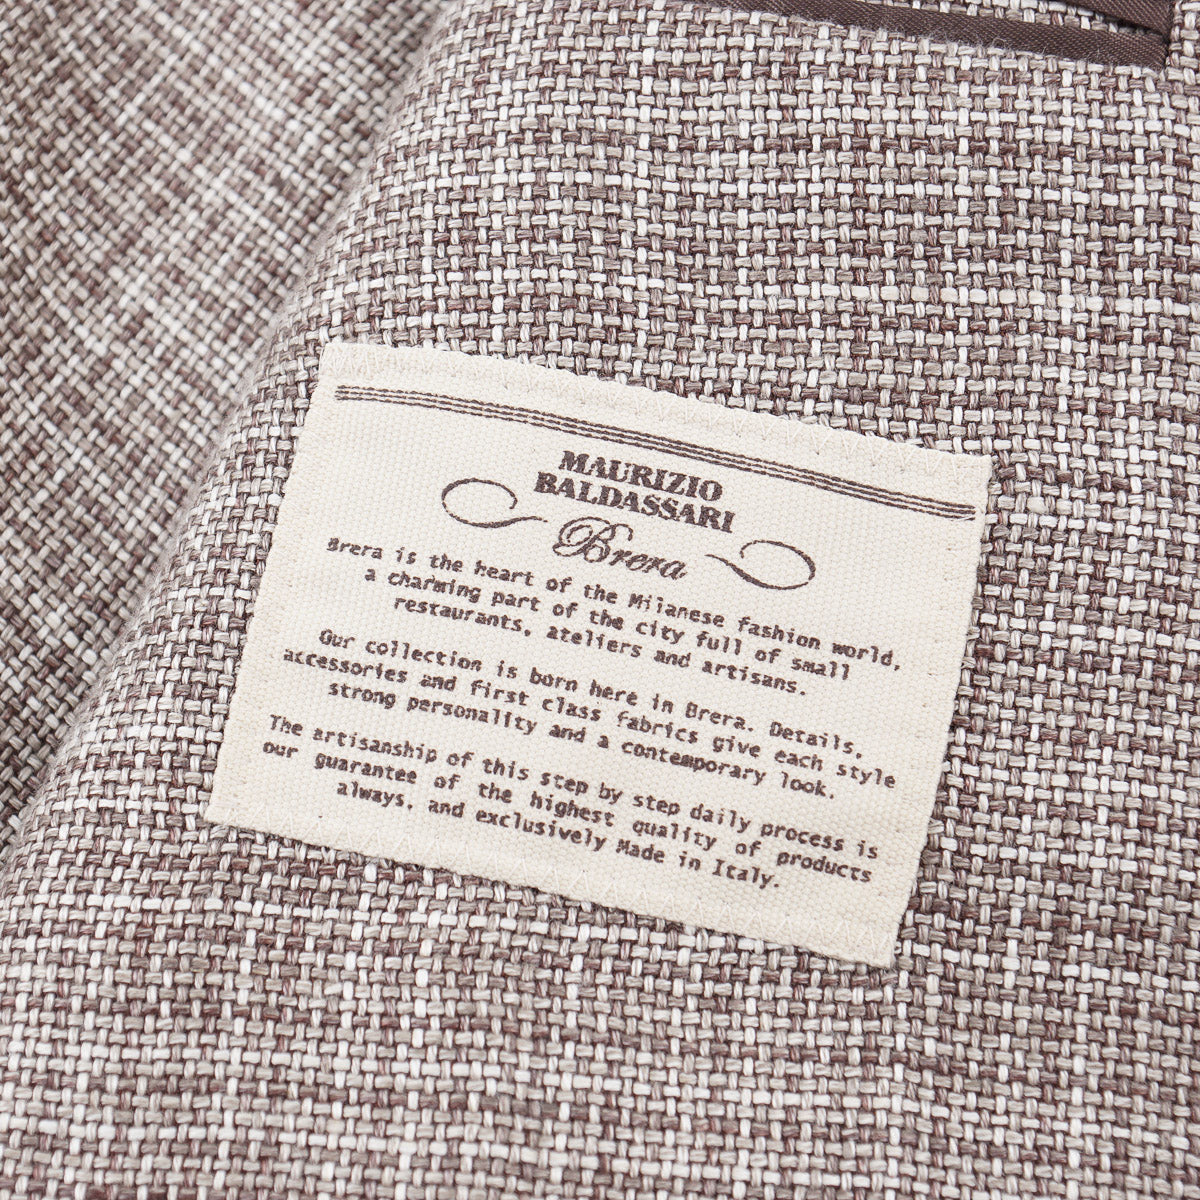 MAURIZIO
BALDASSARI
Brera
Brera is the heart of the Milanese fashion world,
a charming part of the city full of small
restaurants, ateliers and artisans.
Our collection is born here in Brera. Details,
accessories and first class fabrics give each style
strong personality and a contemporary look.
The artisanship of this step by step daily process is
our guarantee of the highest quality of products
always, and exclusively Made in Italy.